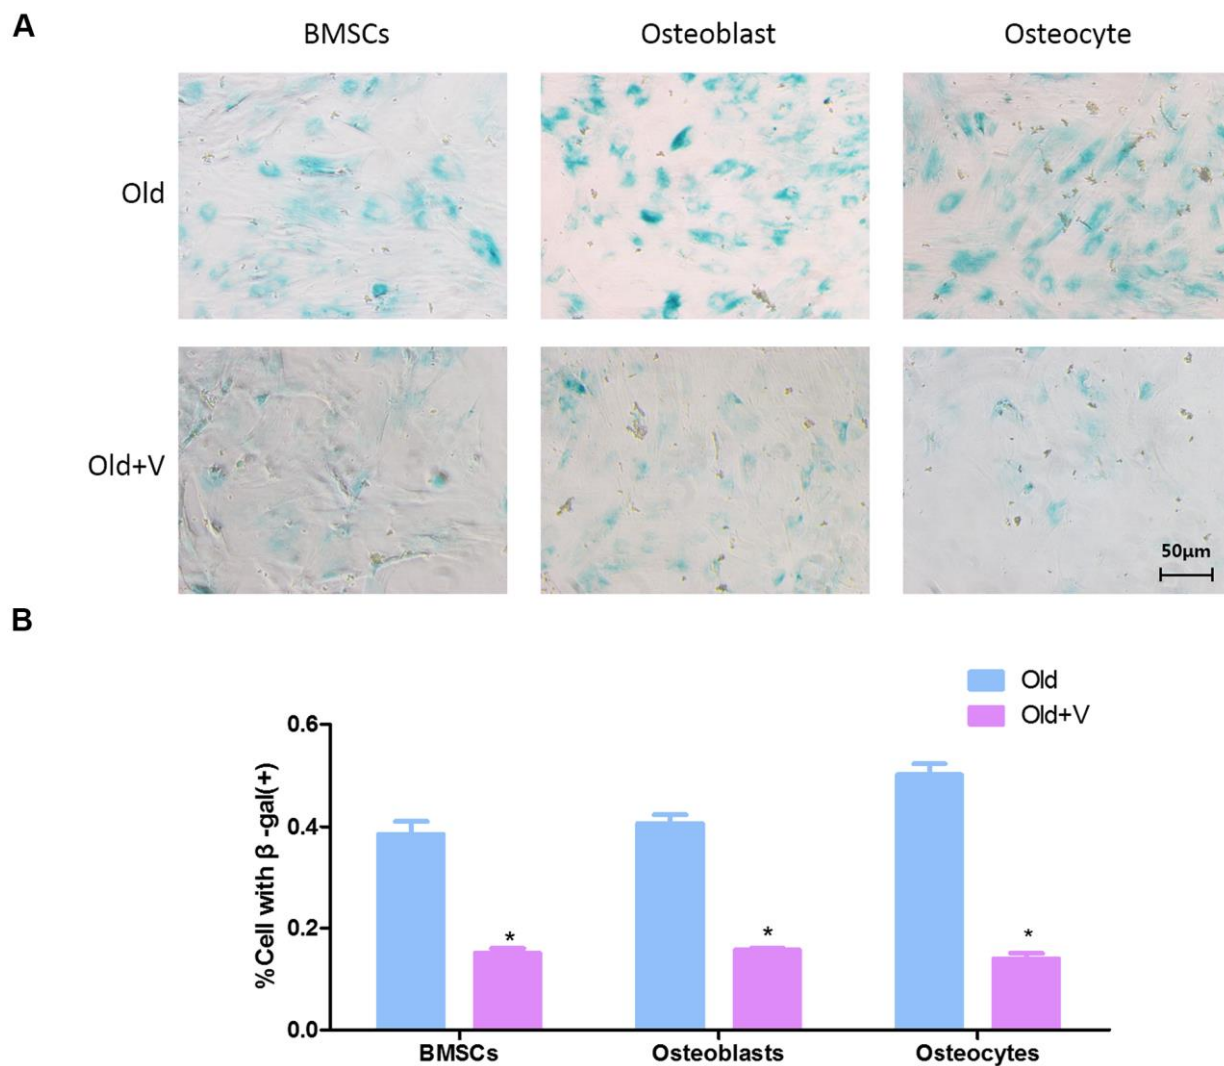 A
BMSCs Osteoblast Osteocyte
Old
Old+V
50μm
B
Old
Old+V
%Cell with β -gal(+)
0.6
0.4
0.2
0.0
* * *
BMSCs Osteoblasts Osteocytes